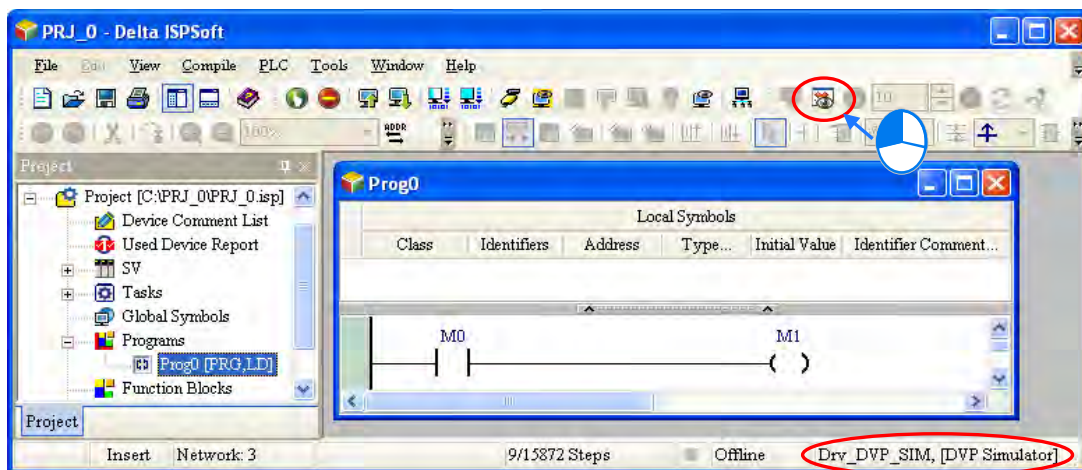 PRJ_0 - Delta ISPSoft
File Edit View Compile PLC Tools Window Help
10
100%
ADDR
Project
Project [C:\PRJ_0\PRJ_0.isp]
Device Comment List
Used Device Report
SV
Tasks
Global Symbols
Programs
Prog0 [PRG,LD]
Function Blocks
Project
Prog0
Local Symbols
Class Identifiers Address Type... Initial Value Identifier Comment...
M0 M1
Insert Network: 3 9/15872 Steps Offline Drv_DVP_SIM, [DVP Simulator]